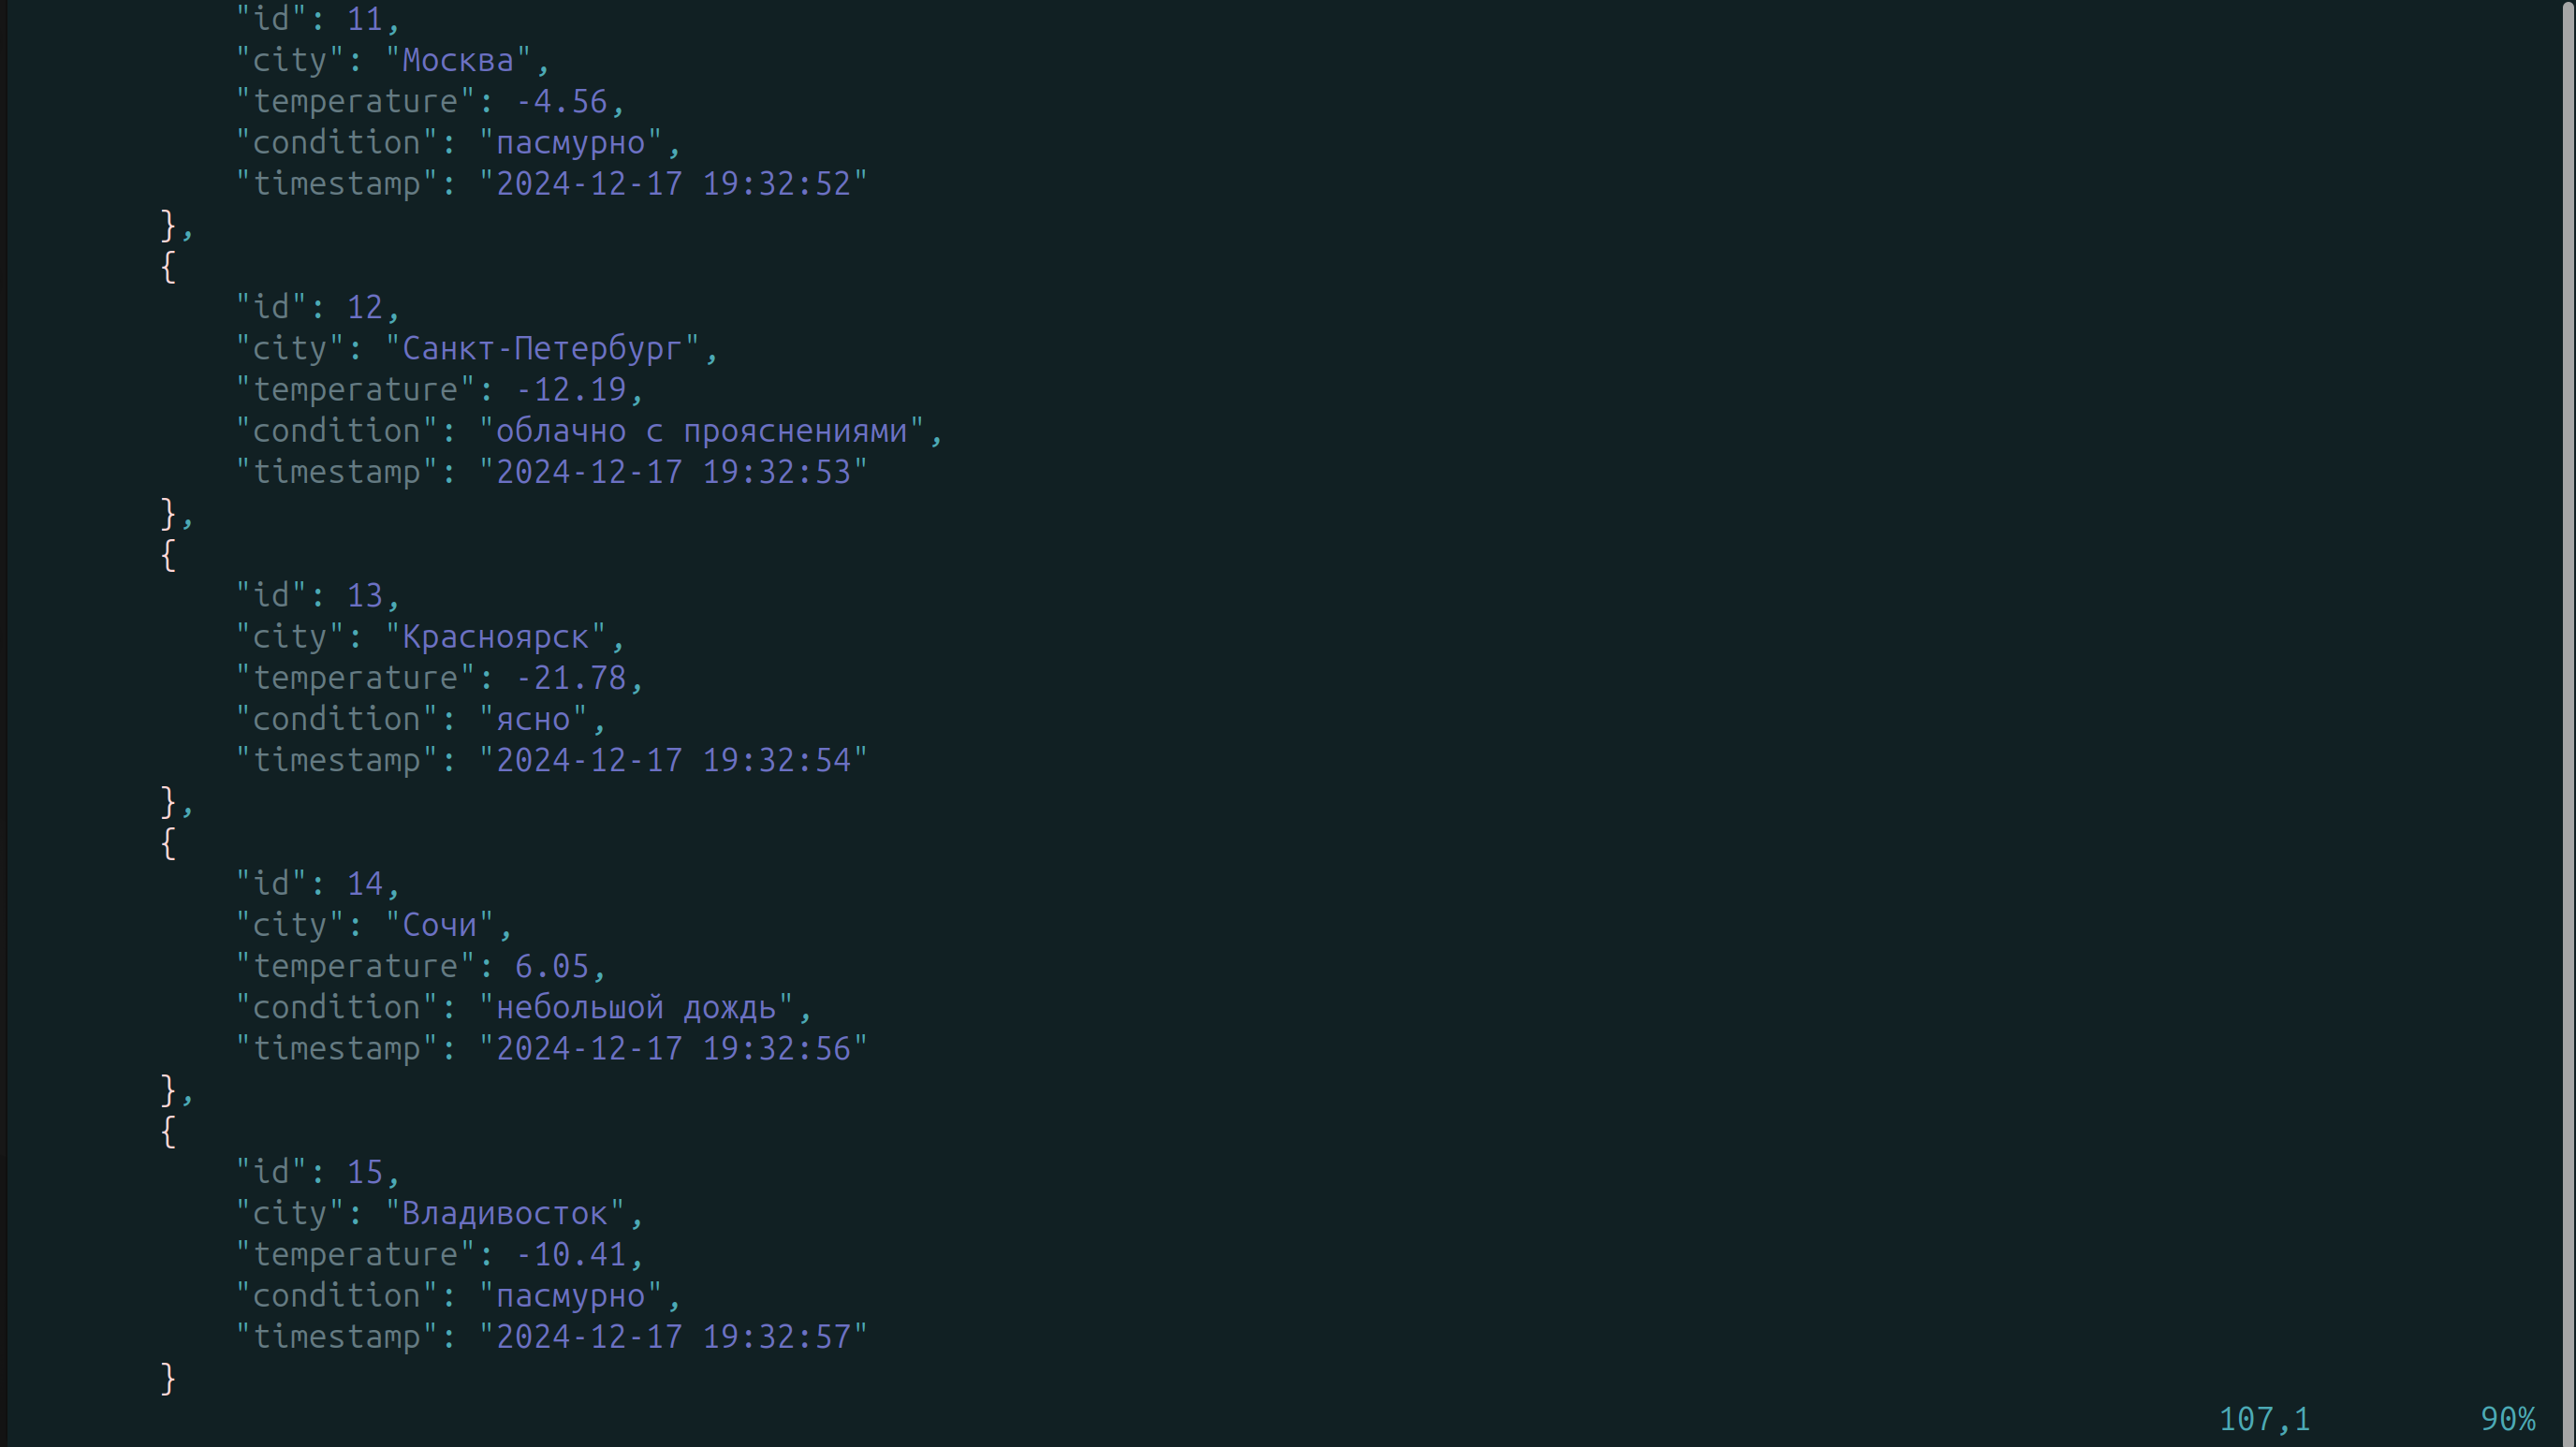 "id": 11,
"city": "Москва",
"temperature": -4.56,
"condition": "пасмурно",
"timestamp": "2024-12-17 19:32:52"
},
{
"id": 12,
"city": "Санкт-Петербург",
"temperature": -12.19,
"condition": "облачно с прояснениями",
"timestamp": "2024-12-17 19:32:53"
},
{
"id": 13,
"city": "Красноярск",
"temperature": -21.78,
"condition": "ясно",
"timestamp": "2024-12-17 19:32:54"
},
{
"id": 14,
"city": "Сочи",
"temperature": 6.05,
"condition": "небольшой дождь",
"timestamp": "2024-12-17 19:32:56"
},
{
"id": 15,
"city": "Владивосток",
"temperature": -10.41,
"condition": "пасмурно",
"timestamp": "2024-12-17 19:32:57"
}
107,1 90%